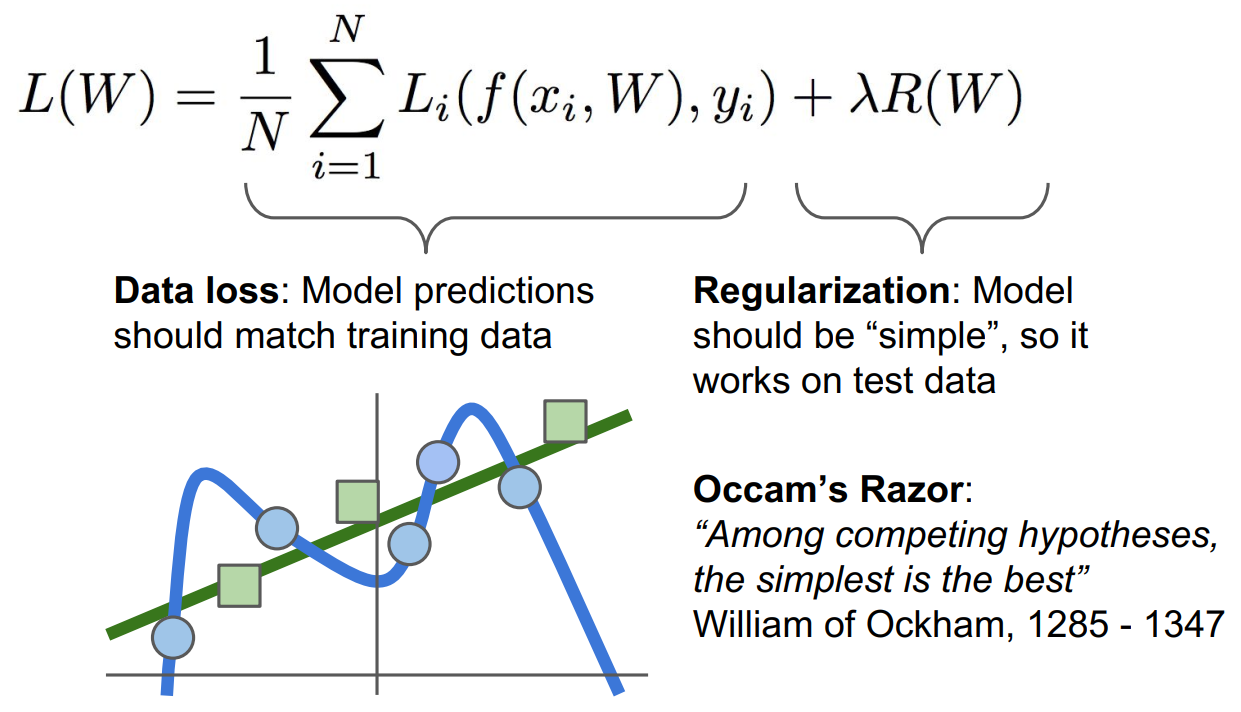 L(W) = \frac{1}{N} \sum_{i=1}^{N} L_i(f(x_i, W), y_i) + λR(W)
Data loss: Model predictions
should match training data
Regularization: Model
should be “simple”, so it
works on test data
Occam’s Razor:
“Among competing hypotheses,
the simplest is the best”
William of Ockham, 1285 - 1347